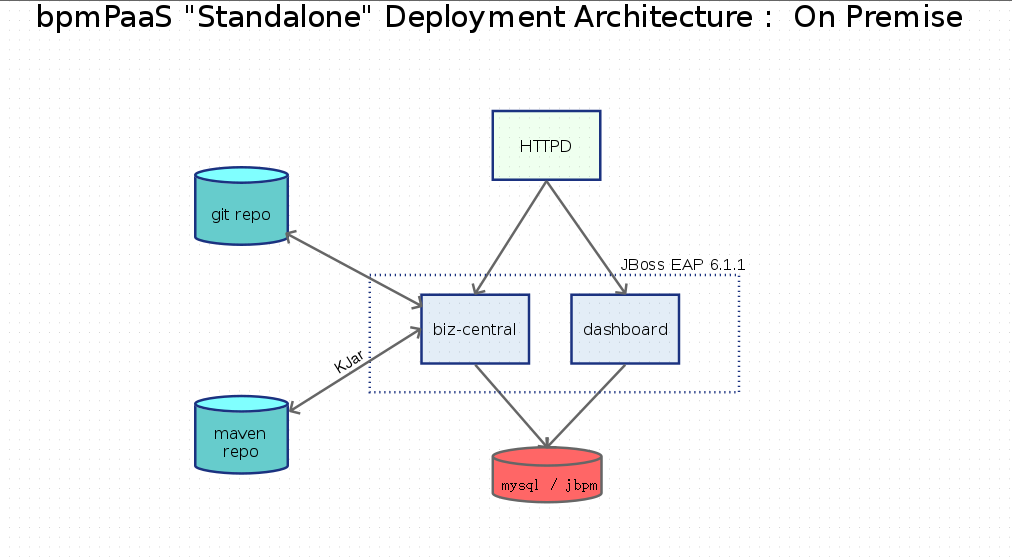 bpmPaaS "Standalone" Deployment Architecture :  On Premise
HTTPD
git repo
JBoss EAP 6.1.1
biz-central
dashboard
KJar
maven
repo
mysql / jbpm